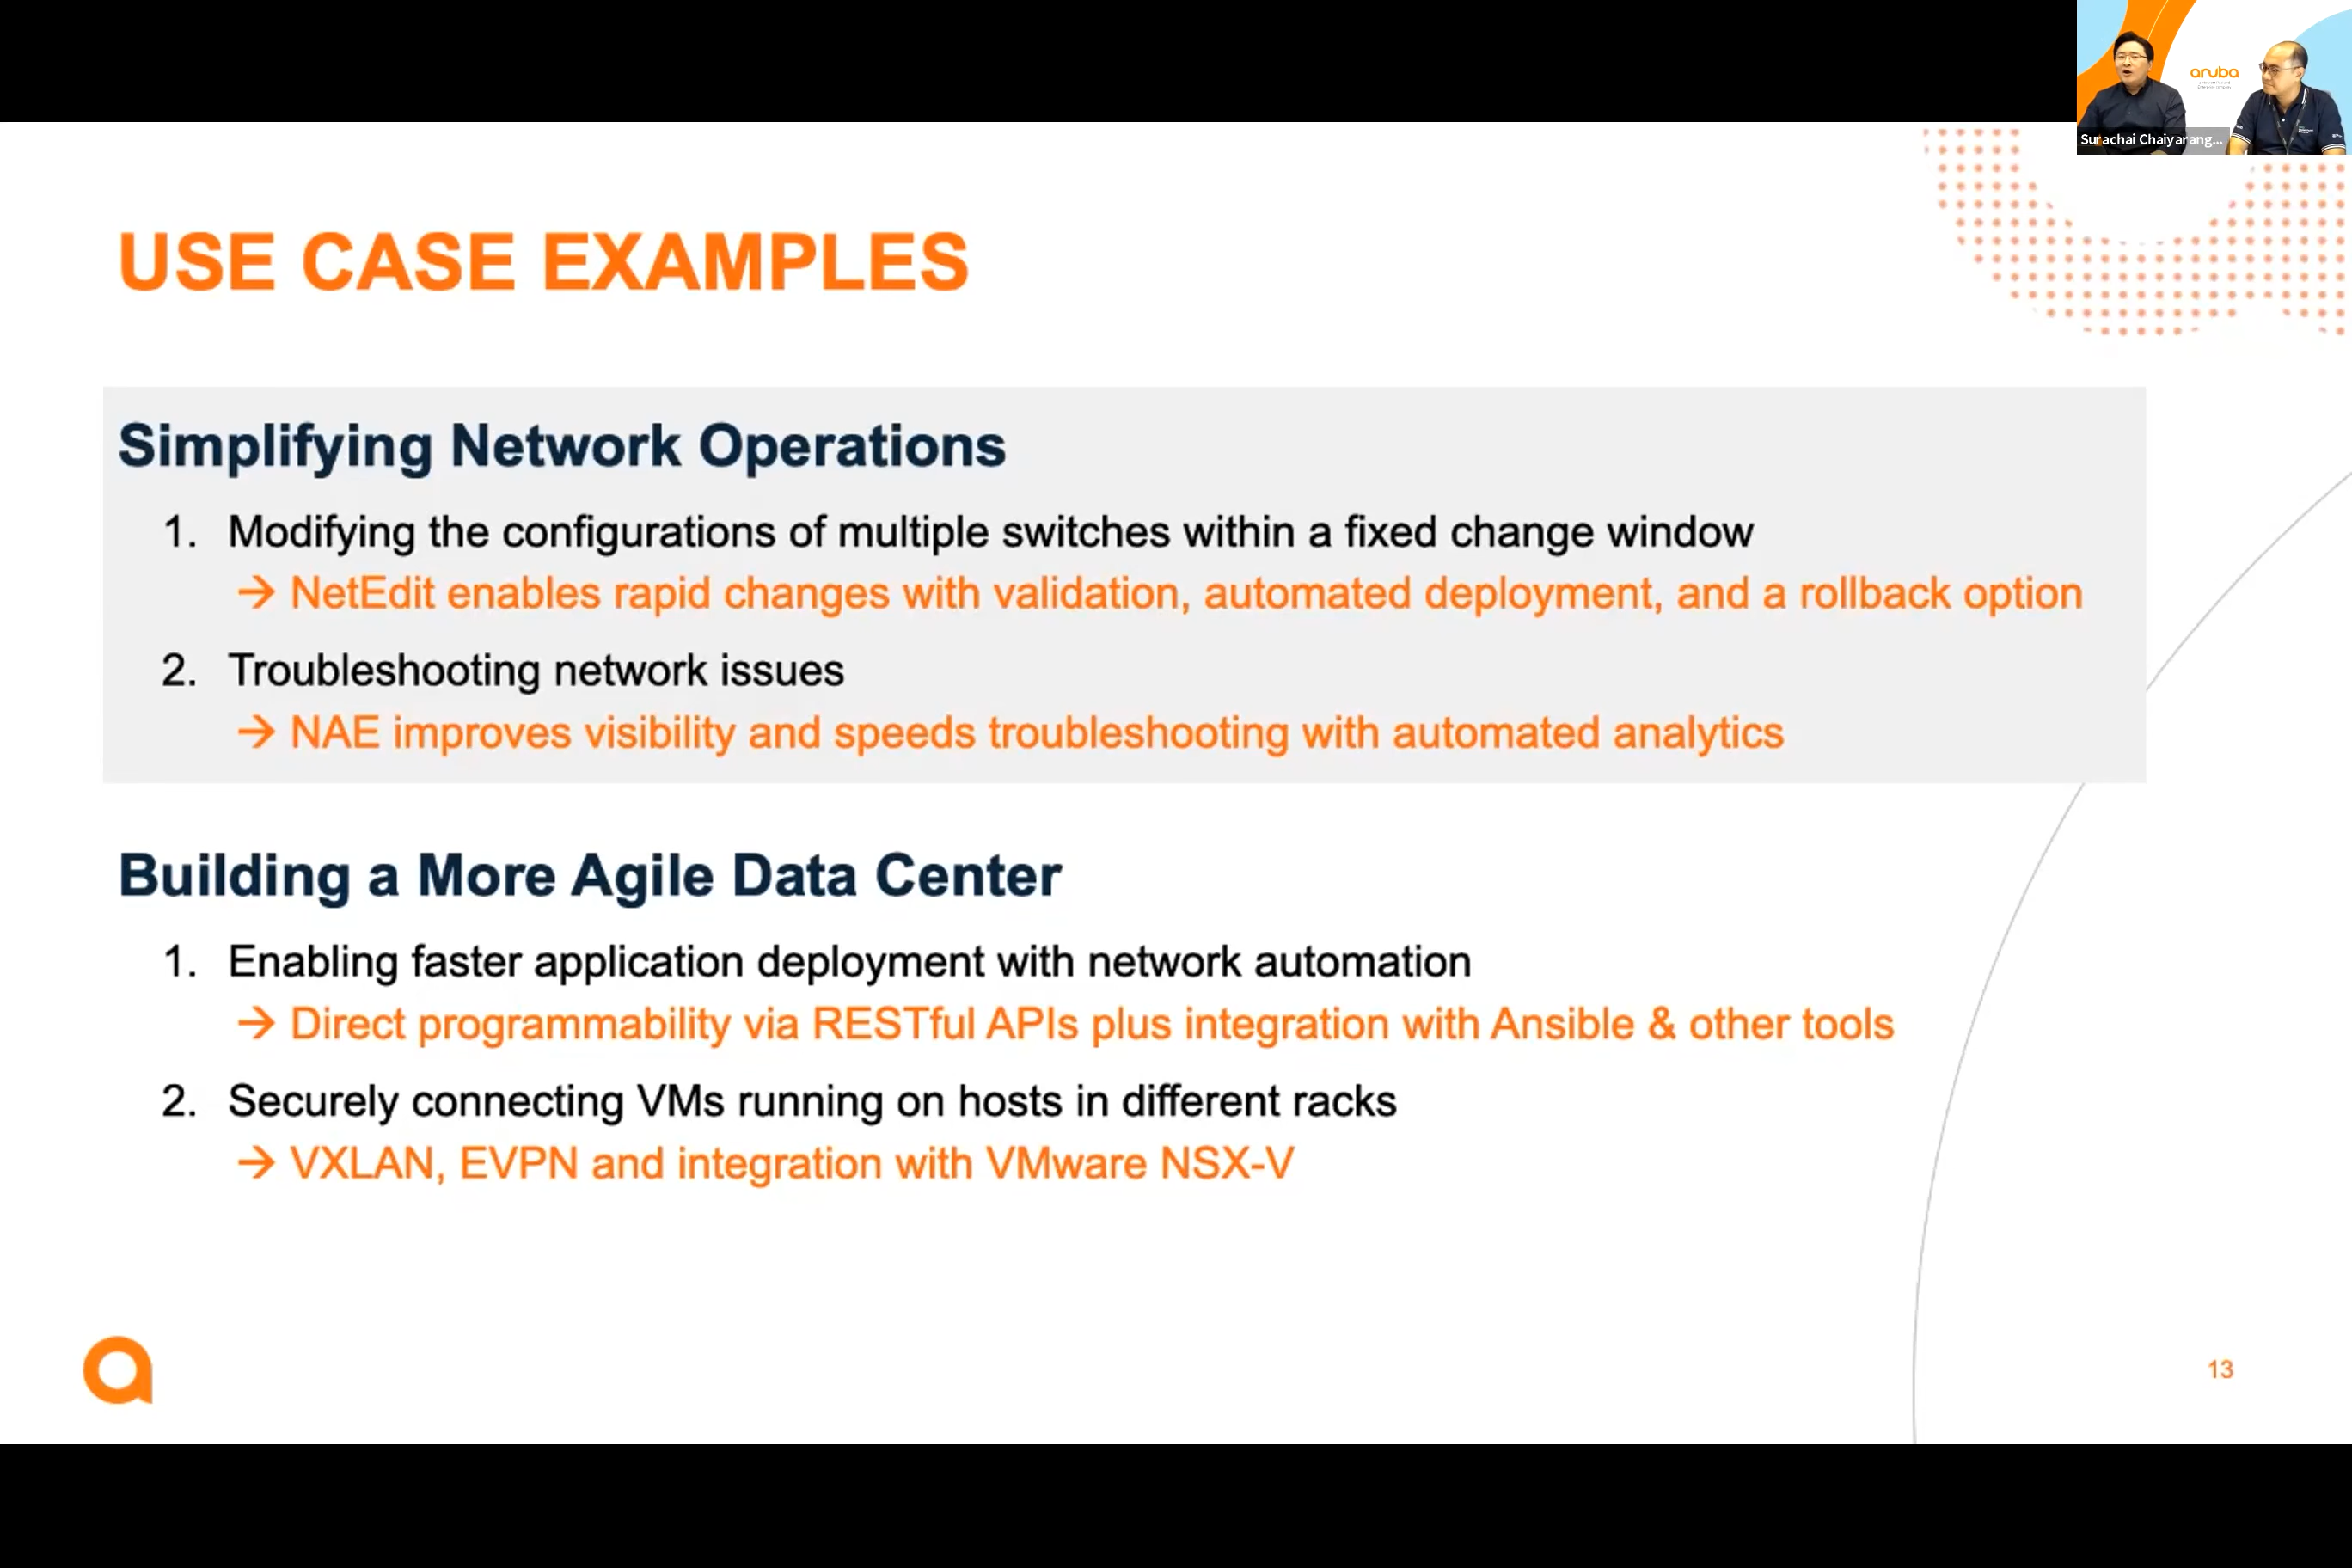 aruba
Surachai Chaiyarang...
USE CASE EXAMPLES
Simplifying Network Operations
1. Modifying the configurations of multiple switches within a fixed change window
→ NetEdit enables rapid changes with validation, automated deployment, and a rollback option
2. Troubleshooting network issues
→ NAE improves visibility and speeds troubleshooting with automated analytics
Building a More Agile Data Center
1. Enabling faster application deployment with network automation
→ Direct programmability via RESTful APIs plus integration with Ansible & other tools
2. Securely connecting VMs running on hosts in different racks
→ VXLAN, EVPN and integration with VMware NSX-V
13